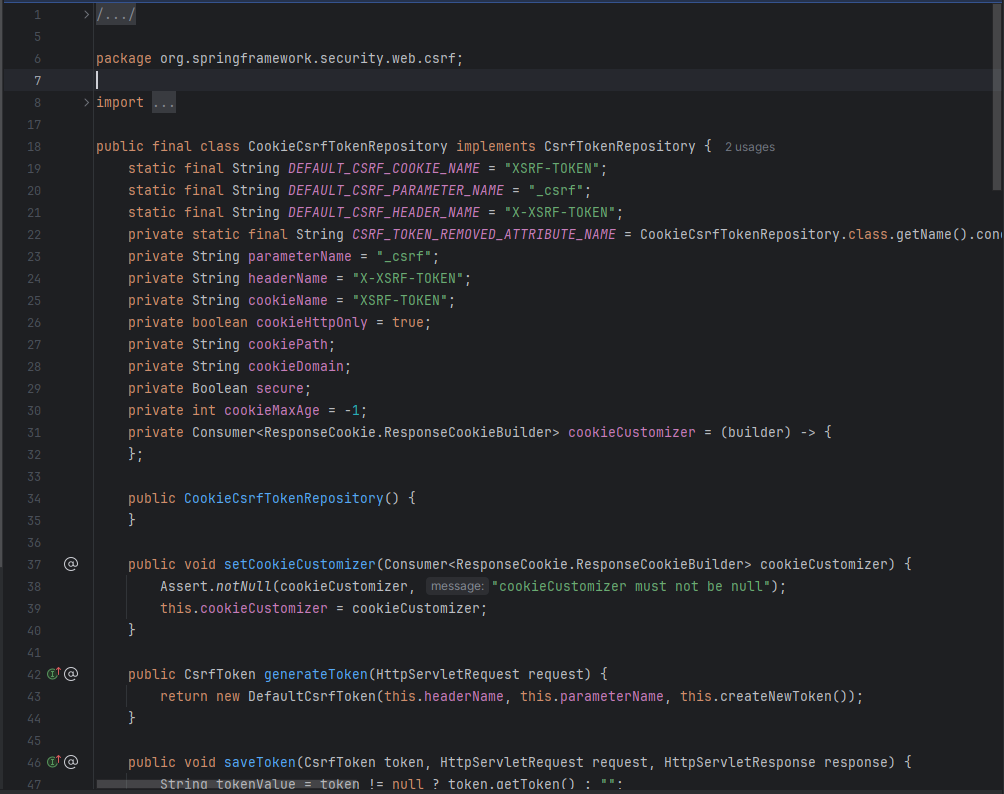 1 /.../
5
6 package org.springframework.security.web.csrf;
7
8 import ...
17
18 public final class CookieCsrfTokenRepository implements CsrfTokenRepository { 2 usages
19 static final String DEFAULT_CSRF_COOKIE_NAME = "XSRF-TOKEN";
20 static final String DEFAULT_CSRF_PARAMETER_NAME = "_csrf";
21 static final String DEFAULT_CSRF_HEADER_NAME = "X-XSRF-TOKEN";
22 private static final String CSRF_TOKEN_REMOVED_ATTRIBUTE_NAME = CookieCsrfTokenRepository.class.getName().con
23 private String parameterName = "_csrf";
24 private String headerName = "X-XSRF-TOKEN";
25 private String cookieName = "XSRF-TOKEN";
26 private boolean cookieHttpOnly = true;
27 private String cookiePath;
28 private String cookieDomain;
29 private Boolean secure;
30 private int cookieMaxAge = -1;
31 private Consumer<ResponseCookie.ResponseCookieBuilder> cookieCustomizer = (builder) -> {
32 };
33
34 public CookieCsrfTokenRepository() {
35 }
36
37 @ public void setCookieCustomizer(Consumer<ResponseCookie.ResponseCookieBuilder> cookieCustomizer) {
38 Assert.notNull(cookieCustomizer, message: "cookieCustomizer must not be null");
39 this.cookieCustomizer = cookieCustomizer;
40 }
41
42 @ public CsrfToken generateToken(HttpServletRequest request) {
43 return new DefaultCsrfToken(this.headerName, this.parameterName, this.createNewToken());
44 }
45
46 @ public void saveToken(CsrfToken token, HttpServletRequest request, HttpServletResponse response) {
47 String tokenValue = token != null ? token.getToken() : "";